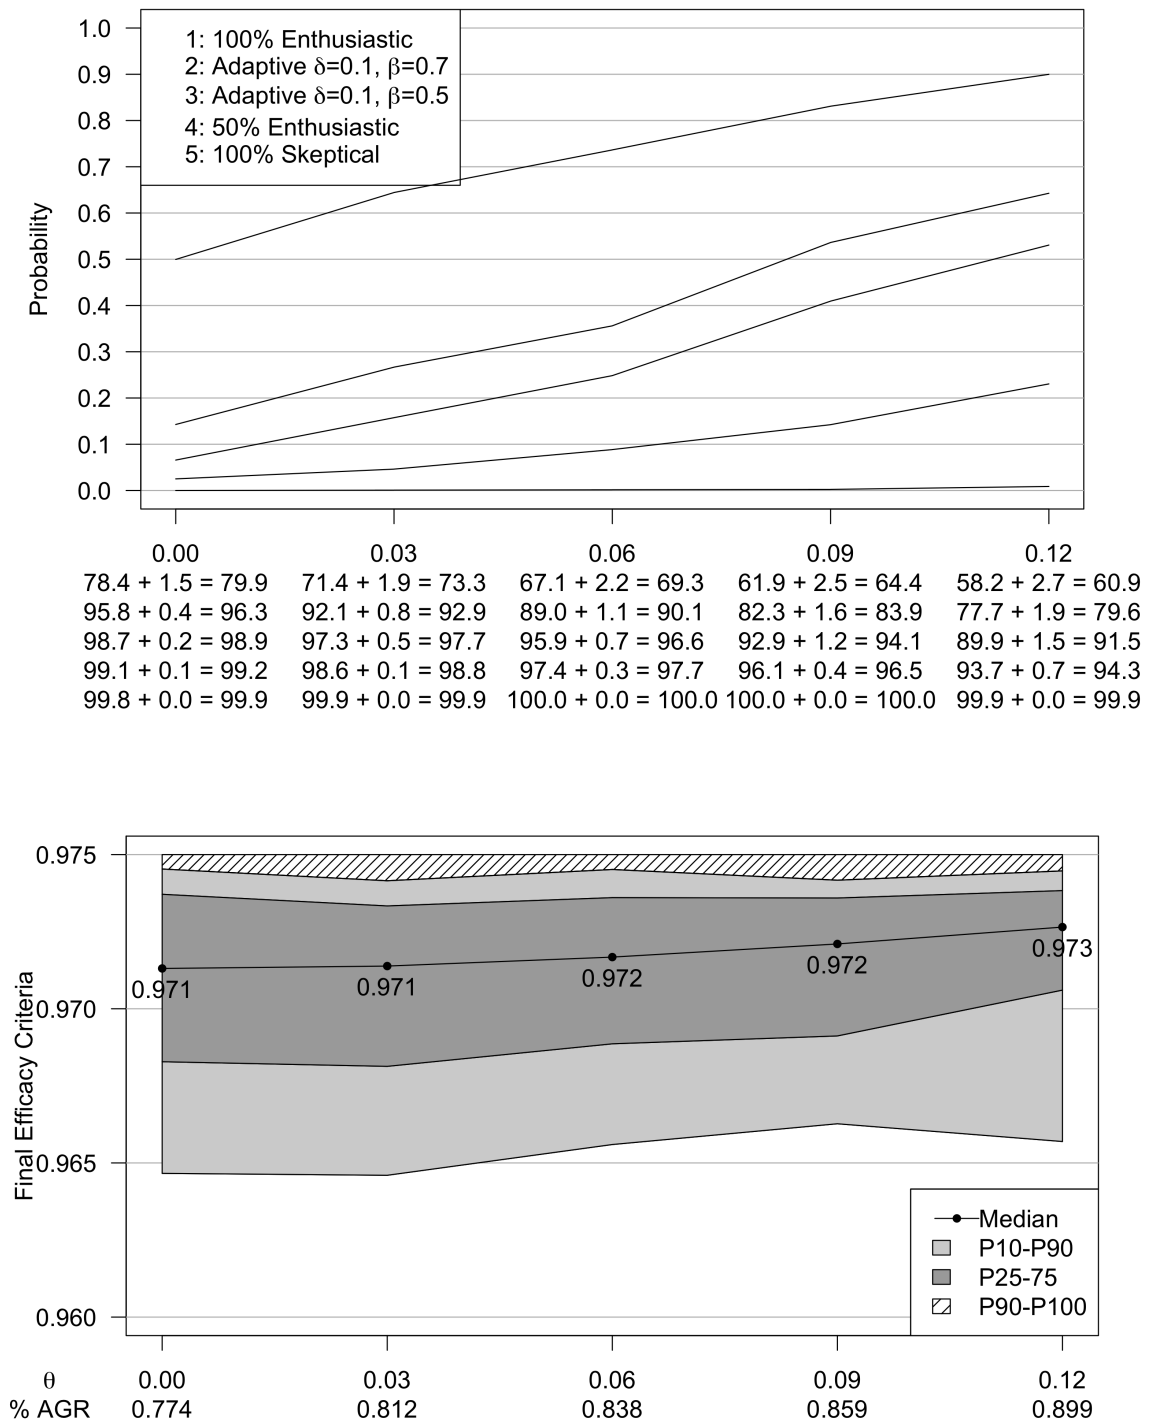 1: 100% Enthusiastic
2: Adaptive δ=0.1, β=0.7
3: Adaptive δ=0.1, β=0.5
4: 50% Enthusiastic
5: 100% Skeptical
Probability
1.0
0.9
0.8
0.7
0.6
0.5
0.4
0.3
0.2
0.1
0.0
0.00 0.03 0.06 0.09 0.12
78.4 + 1.5 = 79.9 71.4 + 1.9 = 73.3 67.1 + 2.2 = 69.3 61.9 + 2.5 = 64.4 58.2 + 2.7 = 60.9
95.8 + 0.4 = 96.3 92.1 + 0.8 = 92.9 89.0 + 1.1 = 90.1 82.3 + 1.6 = 83.9 77.7 + 1.9 = 79.6
98.7 + 0.2 = 98.9 97.3 + 0.5 = 97.7 95.9 + 0.7 = 96.6 92.9 + 1.2 = 94.1 89.9 + 1.5 = 91.5
99.1 + 0.1 = 99.2 98.6 + 0.1 = 98.8 97.4 + 0.3 = 97.7 96.1 + 0.4 = 96.5 93.7 + 0.7 = 94.3
99.8 + 0.0 = 99.9 99.9 + 0.0 = 99.9 100.0 + 0.0 = 100.0 100.0 + 0.0 = 100.0 99.9 + 0.0 = 99.9
Final Efficacy Criteria
0.975
0.970
0.965
0.960
0.971 0.971 0.972 0.972 0.973
Median
P10-P90
P25-75
P90-P100
θ 0.00 0.03 0.06 0.09 0.12
% AGR 0.774 0.812 0.838 0.859 0.899